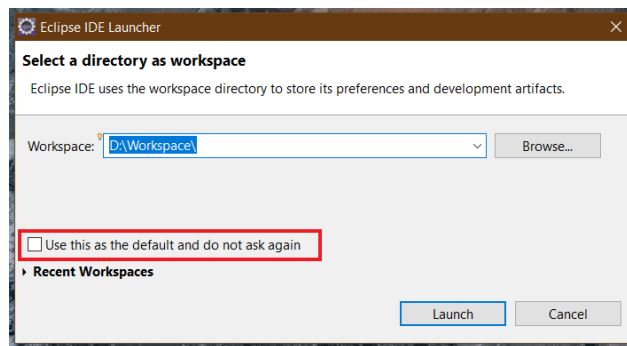 Eclipse IDE Launcher
Select a directory as workspace
Eclipse IDE uses the workspace directory to store its preferences and development artifacts.
Workspace: D:\Workspace\ Browse...
Use this as the default and do not ask again
Recent Workspaces
Launch Cancel